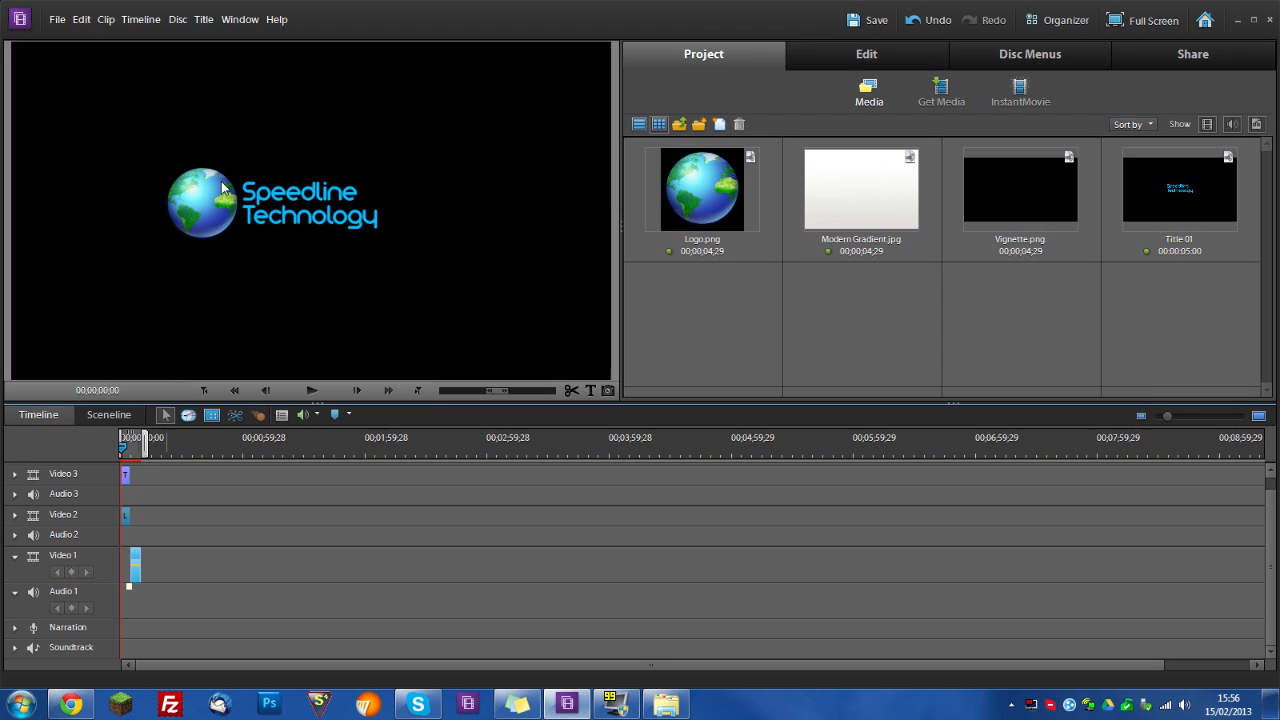 File Edit Clip Timeline Disc Title Window Help
Save Undo Redo Organizer Full Screen
Project Edit Disc Menus Share
Media Get Media InstantMovie
Sort by Show
Speedline
Technology
Logo.png Modern Gradient.jpg Vignette.png Title 01
00;00;04;29 00;00;04;29 00;00;04;29 00:00:05:00
00;00;00;00
T
Timeline Sceneline
00;00;59;28 00;01;59;28 00;02;59;28 00;03;59;28 00;04;59;29 00;05;59;29 00;06;59;29 00;07;59;29 00;08;59;29
Video 3 T
Audio 3
Video 2 L
Audio 2
Video 1
Audio 1
Narration
Soundtrack
99
15:56
15/02/2013